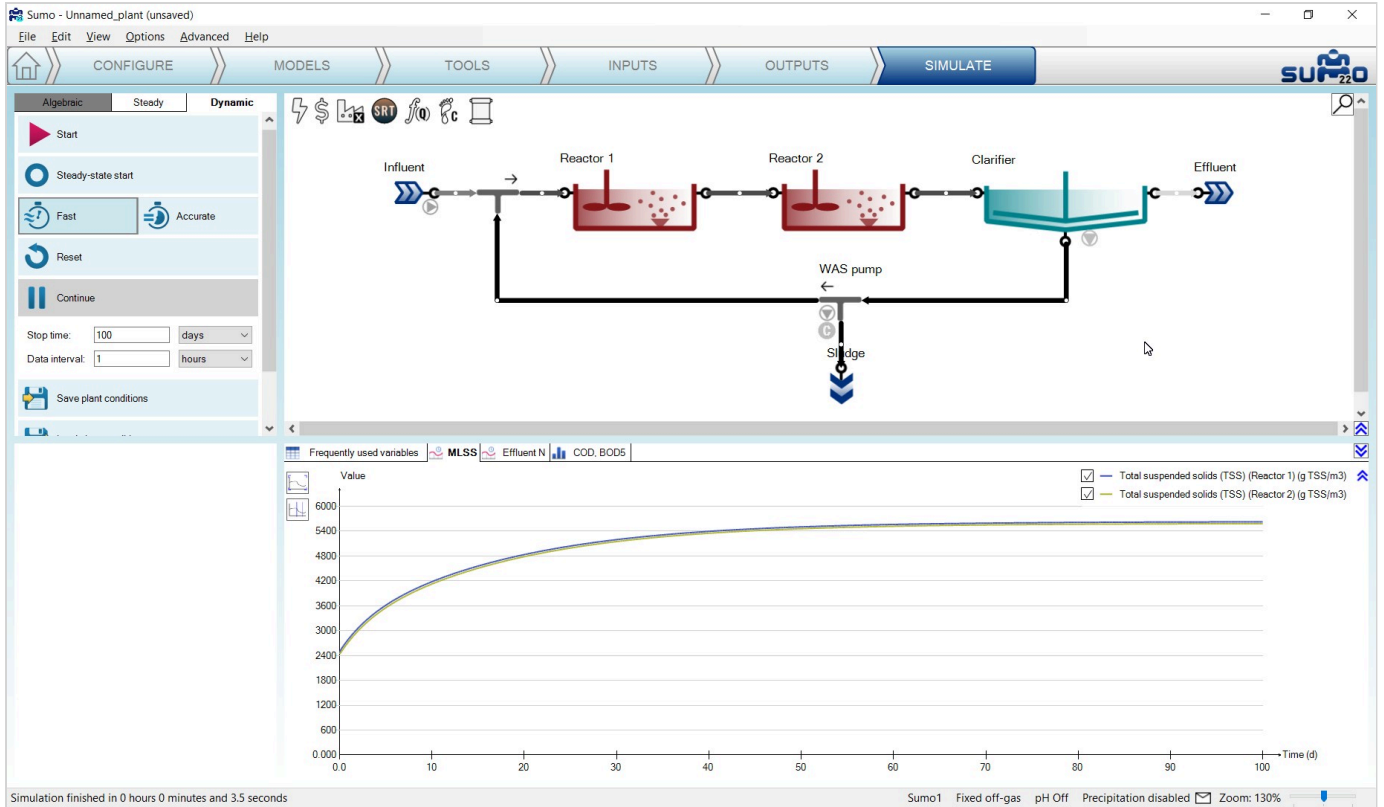 Sumo - Unnamed_plant (unsaved)
File Edit View Options Advanced Help
CONFIGURE MODELS TOOLS INPUTS OUTPUTS SIMULATE
SUMO 22
Algebraic Steady Dynamic
Start
Steady-state start
Fast Accurate
Reset
Continue
Stop time: 100 days
Data interval: 1 hours
Save plant conditions
$ X SRT f(Q) C
Influent
Reactor 1
Reactor 2
Clarifier
Effluent
WAS pump
C
Sludge
Frequently used variables MLSS Effluent N COD, BOD5
Value
Total suspended solids (TSS) (Reactor 1) (g TSS/m3)
Total suspended solids (TSS) (Reactor 2) (g TSS/m3)
6000
5400
4800
4200
3600
3000
2400
1800
1200
600
0.000
0.0 10 20 30 40 50 60 70 80 90 100
Time (d)
Simulation finished in 0 hours 0 minutes and 3.5 seconds
Sumo1 Fixed off-gas pH Off Precipitation disabled Zoom: 130%